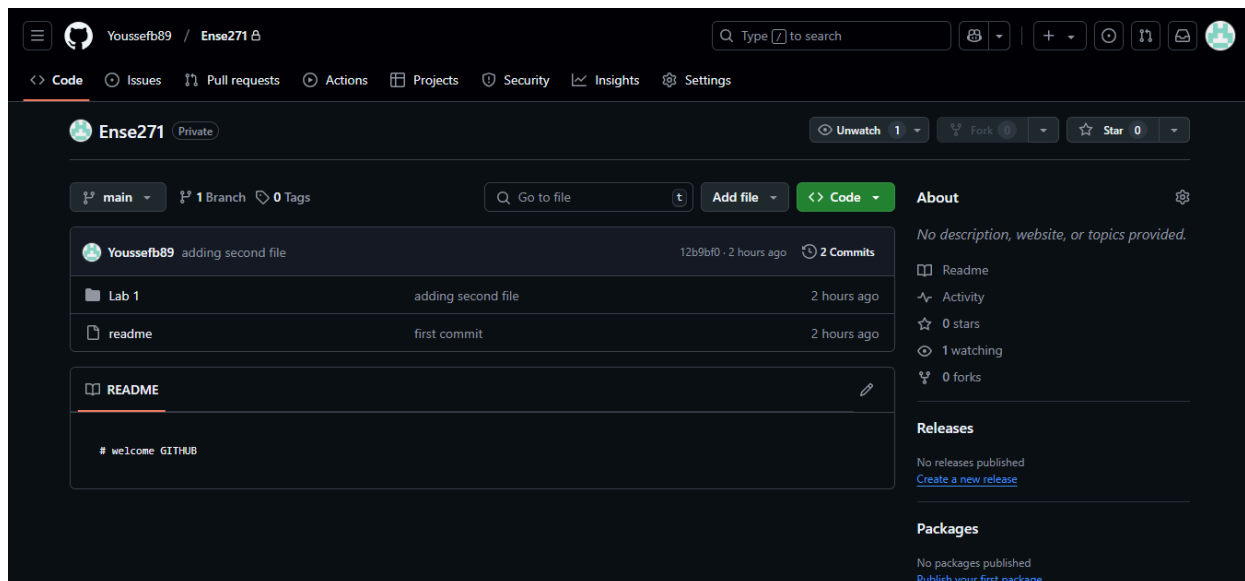 Youssefb89 / Ense271
Type / to search
Code Issues Pull requests Actions Projects Security Insights Settings
Ense271 Private
Unwatch 1 Fork 0 Star 0
main 1 Branch 0 Tags
Go to file t Add file Code
Youssefb89 adding second file 12b9bf0 · 2 hours ago 2 Commits
Lab 1 adding second file 2 hours ago
readme first commit 2 hours ago
README
# welcome GITHUB
About
No description, website, or topics provided.
Readme
Activity
0 stars
1 watching
0 forks
Releases
No releases published
Create a new release
Packages
No packages published
Publish your first package